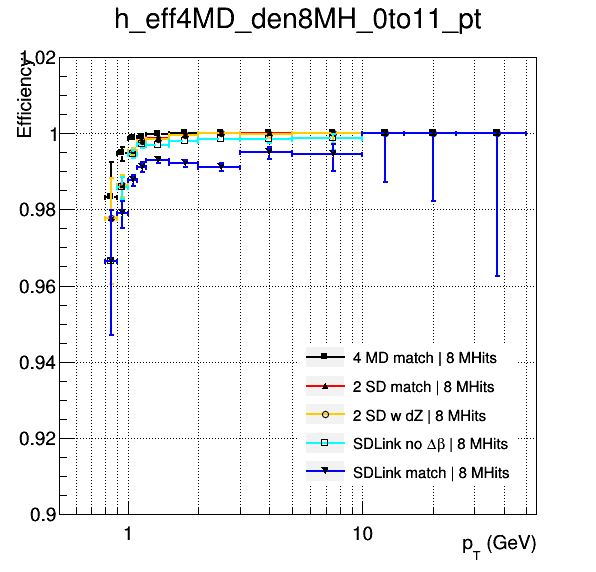 h_eff4MD_den8MH_0to11_pt
Efficiency
1.02
1
0.98
0.96
0.94
0.92
0.9
4 MD match | 8 MHits
2 SD match | 8 MHits
2 SD w dZ | 8 MHits
SDLink no Δβ | 8 MHits
SDLink match | 8 MHits
1
10
p_T (GeV)